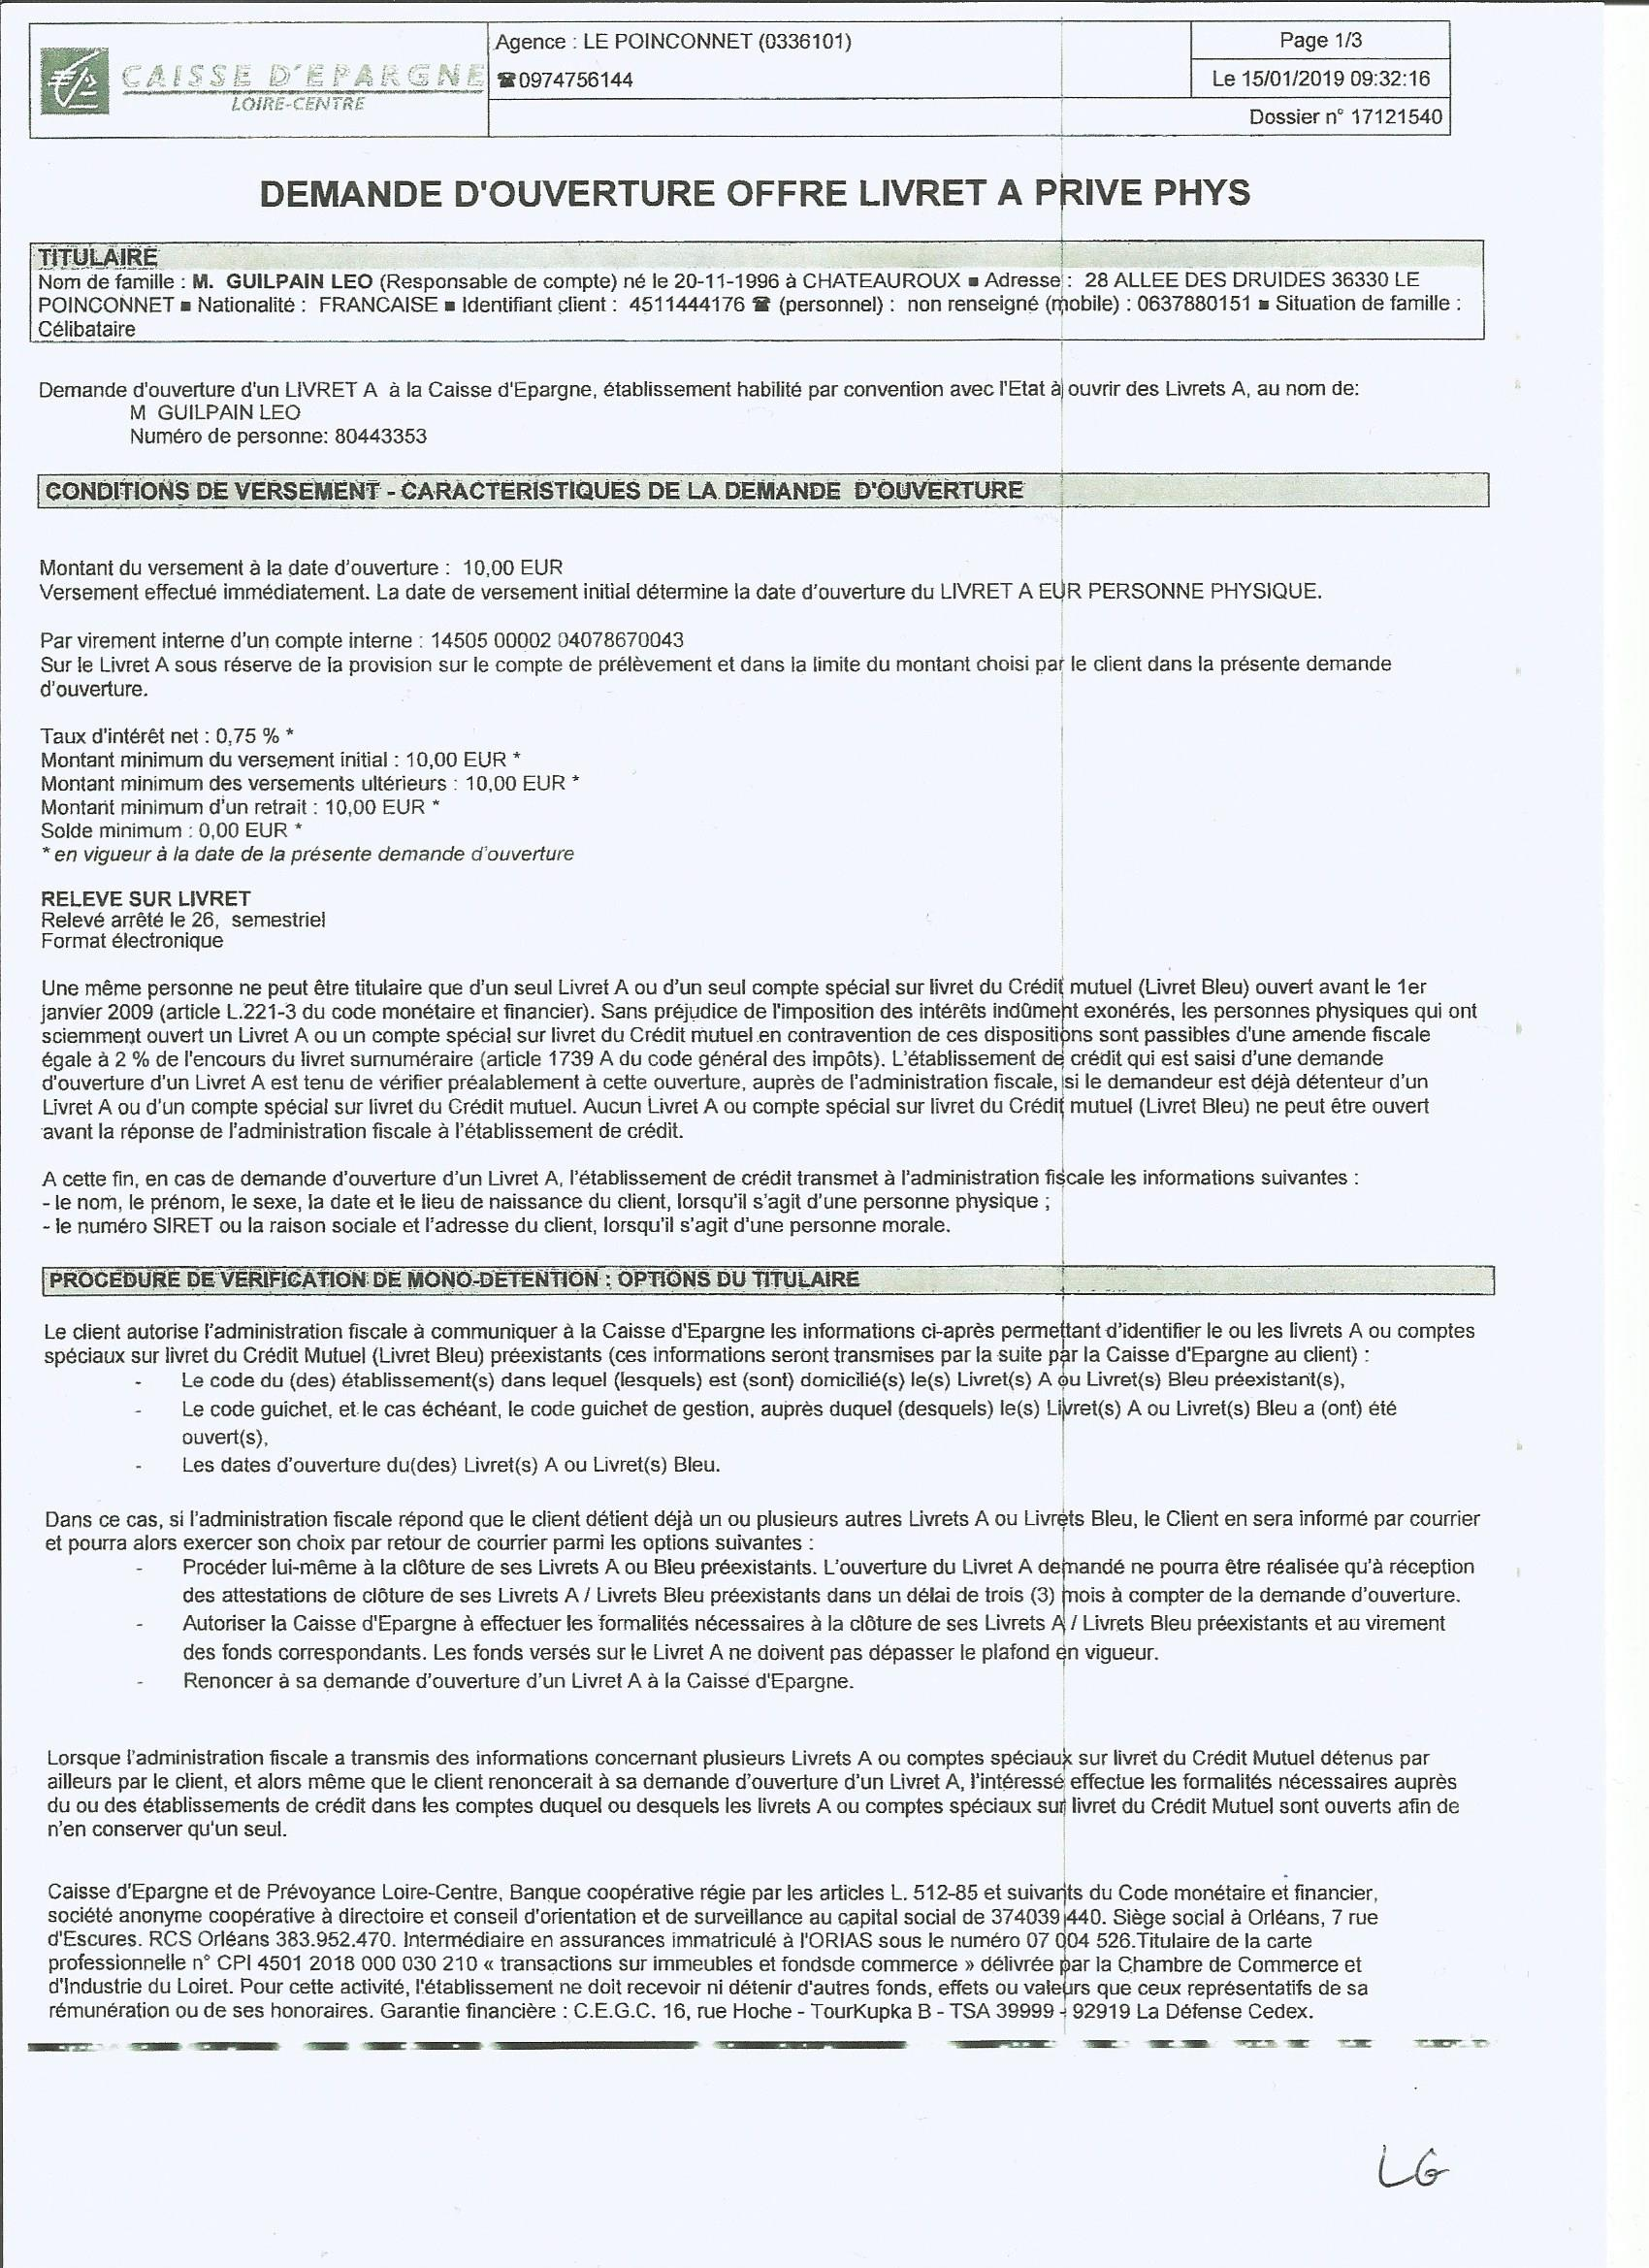 CAISSE D'EPARGNE
LOIRE-CENTRE
Agence : LE POINCONNET (0336101)
☎0974756144
Page 1/3
Le 15/01/2019 09:32:16
Dossier n° 17121540
DEMANDE D'OUVERTURE OFFRE LIVRET A PRIVE PHYS
TITULAIRE
Nom de famille : M. GUILPAIN LEO (Responsable de compte) né le 20-11-1996 à CHATEAUROUX ■ Adresse : 28 ALLEE DES DRUIDES 36330 LE
POINCONNET ■ Nationalité : FRANCAISE ■ Identifiant client : 4511444176 ☎ (personnel) : non renseigné (mobile) : 0637880151 ■ Situation de famille :
Célibataire
Demande d'ouverture d'un LIVRET A à la Caisse d'Epargne, établissement habilité par convention avec l'Etat à ouvrir des Livrets A, au nom de:
M GUILPAIN LEO
Numéro de personne: 80443353
CONDITIONS DE VERSEMENT - CARACTERISTIQUES DE LA DEMANDE D'OUVERTURE
Montant du versement à la date d'ouverture : 10,00 EUR
Versement effectué immédiatement. La date de versement initial détermine la date d'ouverture du LIVRET A EUR PERSONNE PHYSIQUE.
Par virement interne d'un compte interne : 14505 00002 04078670043
Sur le Livret A sous réserve de la provision sur le compte de prélèvement et dans la limite du montant choisi par le client dans la présente demande
d'ouverture.
Taux d'intérêt net : 0,75 % *
Montant minimum du versement initial : 10,00 EUR *
Montant minimum des versements ultérieurs : 10,00 EUR *
Montant minimum d'un retrait : 10,00 EUR *
Solde minimum : 0,00 EUR *
* en vigueur à la date de la présente demande d'ouverture
RELEVE SUR LIVRET
Relevé arrêté le 26, semestriel
Format électronique
Une même personne ne peut être titulaire que d'un seul Livret A ou d'un seul compte spécial sur livret du Crédit mutuel (Livret Bleu) ouvert avant le 1er
janvier 2009 (article L.221-3 du code monétaire et financier). Sans préjudice de l'imposition des intérêts indûment exonérés, les personnes physiques qui ont
sciemment ouvert un Livret A ou un compte spécial sur livret du Crédit mutuel en contravention de ces dispositions sont passibles d'une amende fiscale
égale à 2 % de l'encours du livret surnuméraire (article 1739 A du code général des impôts). L'établissement de crédit qui est saisi d'une demande
d'ouverture d'un Livret A est tenu de vérifier préalablement à cette ouverture, auprès de l'administration fiscale, si le demandeur est déjà détenteur d'un
Livret A ou d'un compte spécial sur livret du Crédit mutuel. Aucun Livret A ou compte spécial sur livret du Crédit mutuel (Livret Bleu) ne peut être ouvert
avant la réponse de l'administration fiscale à l'établissement de crédit.
A cette fin, en cas de demande d'ouverture d'un Livret A, l'établissement de crédit transmet à l'administration fiscale les informations suivantes :
- le nom, le prénom, le sexe, la date et le lieu de naissance du client, lorsqu'il s'agit d'une personne physique ;
- le numéro SIRET ou la raison sociale et l'adresse du client, lorsqu'il s'agit d'une personne morale.
PROCEDURE DE VERIFICATION DE MONO-DETENTION : OPTIONS DU TITULAIRE
Le client autorise l'administration fiscale à communiquer à la Caisse d'Epargne les informations ci-après permettant d'identifier le ou les livrets A ou comptes
spéciaux sur livret du Crédit Mutuel (Livret Bleu) préexistants (ces informations seront transmises par la suite par la Caisse d'Epargne au client) :
- Le code du (des) établissement(s) dans lequel (lesquels) est (sont) domicilié(s) le(s) Livret(s) A ou Livret(s) Bleu préexistant(s),
- Le code guichet, et le cas échéant, le code guichet de gestion, auprès duquel (desquels) le(s) Livret(s) A ou Livret(s) Bleu a (ont) été
ouvert(s),
- Les dates d'ouverture du(des) Livret(s) A ou Livret(s) Bleu.
Dans ce cas, si l'administration fiscale répond que le client détient déjà un ou plusieurs autres Livrets A ou Livrets Bleu, le Client en sera informé par courrier
et pourra alors exercer son choix par retour de courrier parmi les options suivantes :
- Procéder lui-même à la clôture de ses Livrets A ou Bleu préexistants. L'ouverture du Livret A demandé ne pourra être réalisée qu'à réception
des attestations de clôture de ses Livrets A / Livrets Bleu préexistants dans un délai de trois (3) mois à compter de la demande d'ouverture.
- Autoriser la Caisse d'Epargne à effectuer les formalités nécessaires à la clôture de ses Livrets A / Livrets Bleu préexistants et au virement
des fonds correspondants. Les fonds versés sur le Livret A ne doivent pas dépasser le plafond en vigueur.
- Renoncer à sa demande d'ouverture d'un Livret A à la Caisse d'Epargne.
Lorsque l'administration fiscale a transmis des informations concernant plusieurs Livrets A ou comptes spéciaux sur livret du Crédit Mutuel détenus par
ailleurs par le client, et alors même que le client renoncerait à sa demande d'ouverture d'un Livret A, l'intéressé effectue les formalités nécessaires auprès
du ou des établissements de crédit dans les comptes duquel ou desquels les livrets A ou comptes spéciaux sur livret du Crédit Mutuel sont ouverts afin de
n'en conserver qu'un seul.
Caisse d'Epargne et de Prévoyance Loire-Centre, Banque coopérative régie par les articles L. 512-85 et suivants du Code monétaire et financier,
société anonyme coopérative à directoire et conseil d'orientation et de surveillance au capital social de 374039 440. Siège social à Orléans, 7 rue
d'Escures. RCS Orléans 383.952.470. Intermédiaire en assurances immatriculé à l'ORIAS sous le numéro 07 004 526.Titulaire de la carte
professionnelle n° CPI 4501 2018 000 030 210 « transactions sur immeubles et fondsde commerce » délivrée par la Chambre de Commerce et
d'Industrie du Loiret. Pour cette activité, l'établissement ne doit recevoir ni détenir d'autres fonds, effets ou valeurs que ceux représentatifs de sa
rémunération ou de ses honoraires. Garantie financière : C.E.G.C. 16, rue Hoche - TourKupka B - TSA 39999 - 92919 La Défense Cedex.
LG